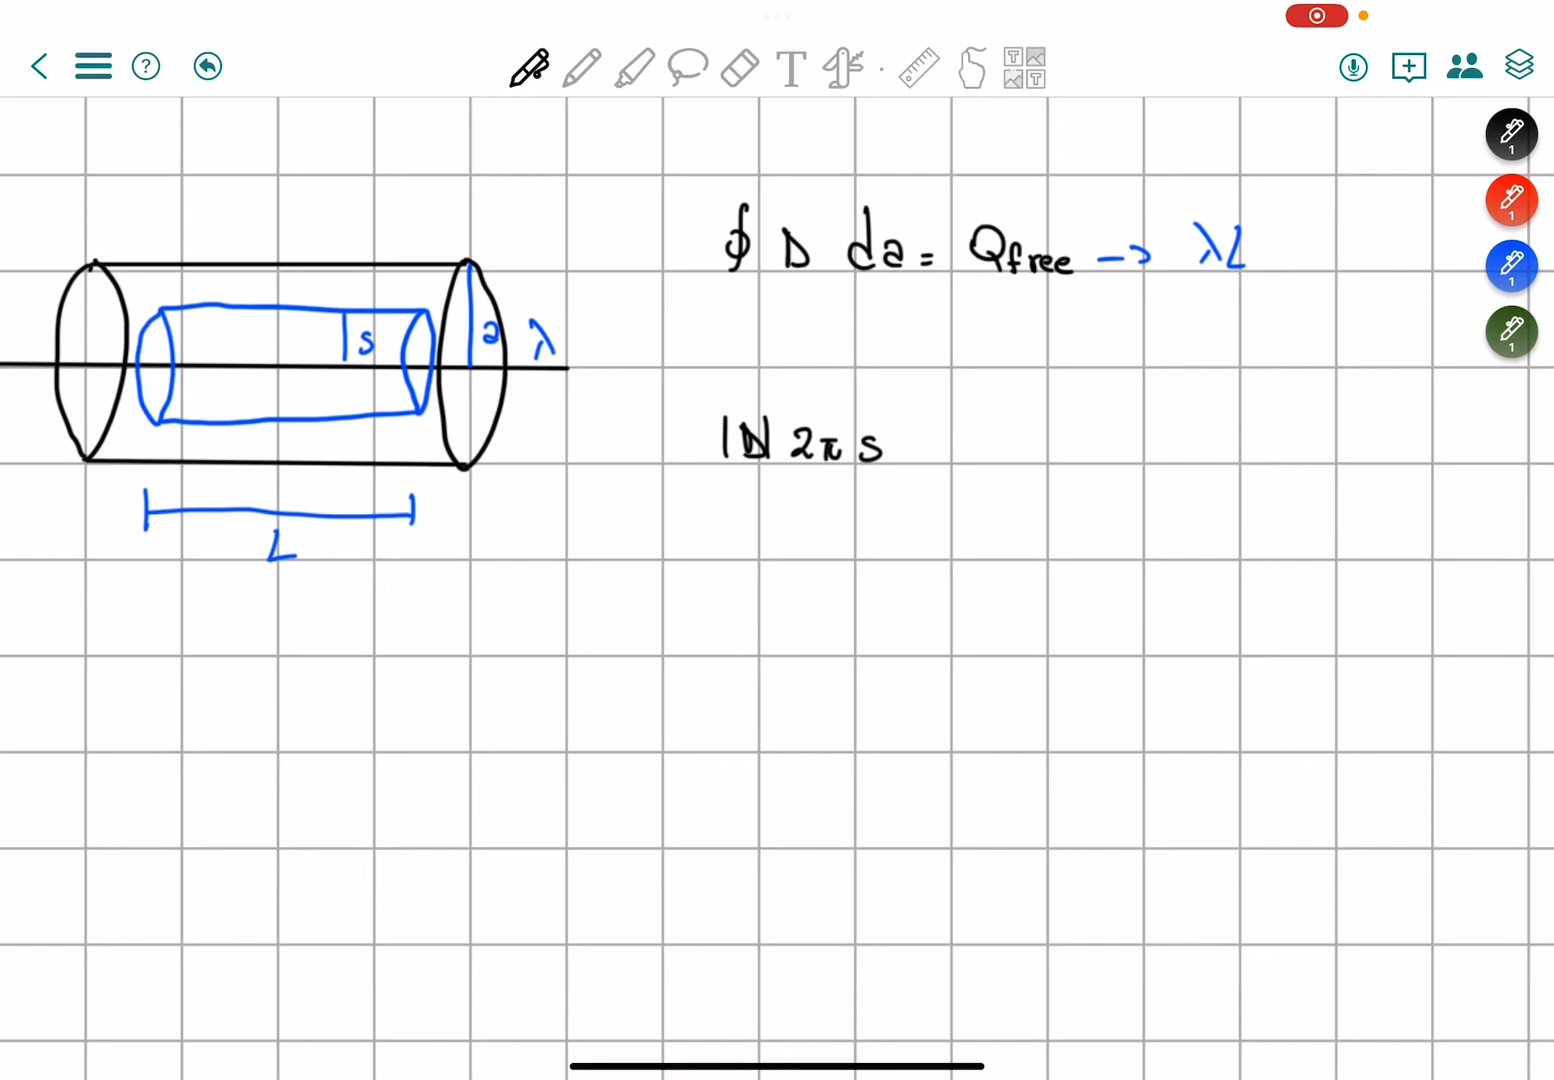 ∮ D da = Qfree → λL
s a λ
|D| 2π s
L